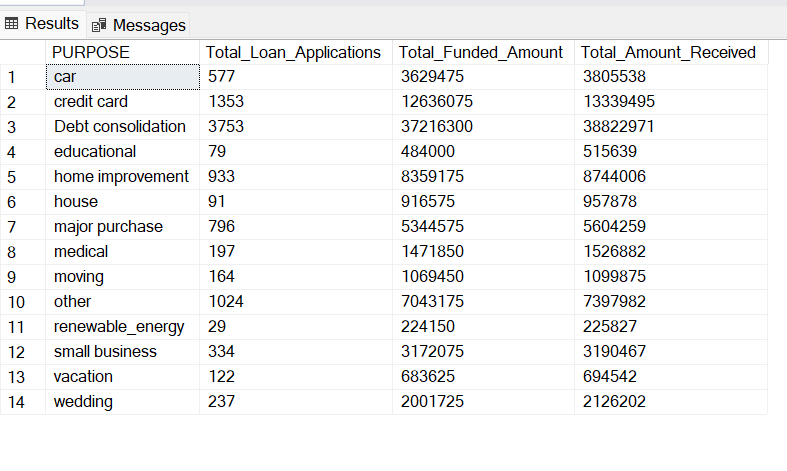 Results Messages
PURPOSE Total_Loan_Applications Total_Funded_Amount Total_Amount_Received
1 car 577 3629475 3805538
2 credit card 1353 12636075 13339495
3 Debt consolidation 3753 37216300 38822971
4 educational 79 484000 515639
5 home improvement 933 8359175 8744006
6 house 91 916575 957878
7 major purchase 796 5344575 5604259
8 medical 197 1471850 1526882
9 moving 164 1069450 1099875
10 other 1024 7043175 7397982
11 renewable_energy 29 224150 225827
12 small business 334 3172075 3190467
13 vacation 122 683625 694542
14 wedding 237 2001725 2126202